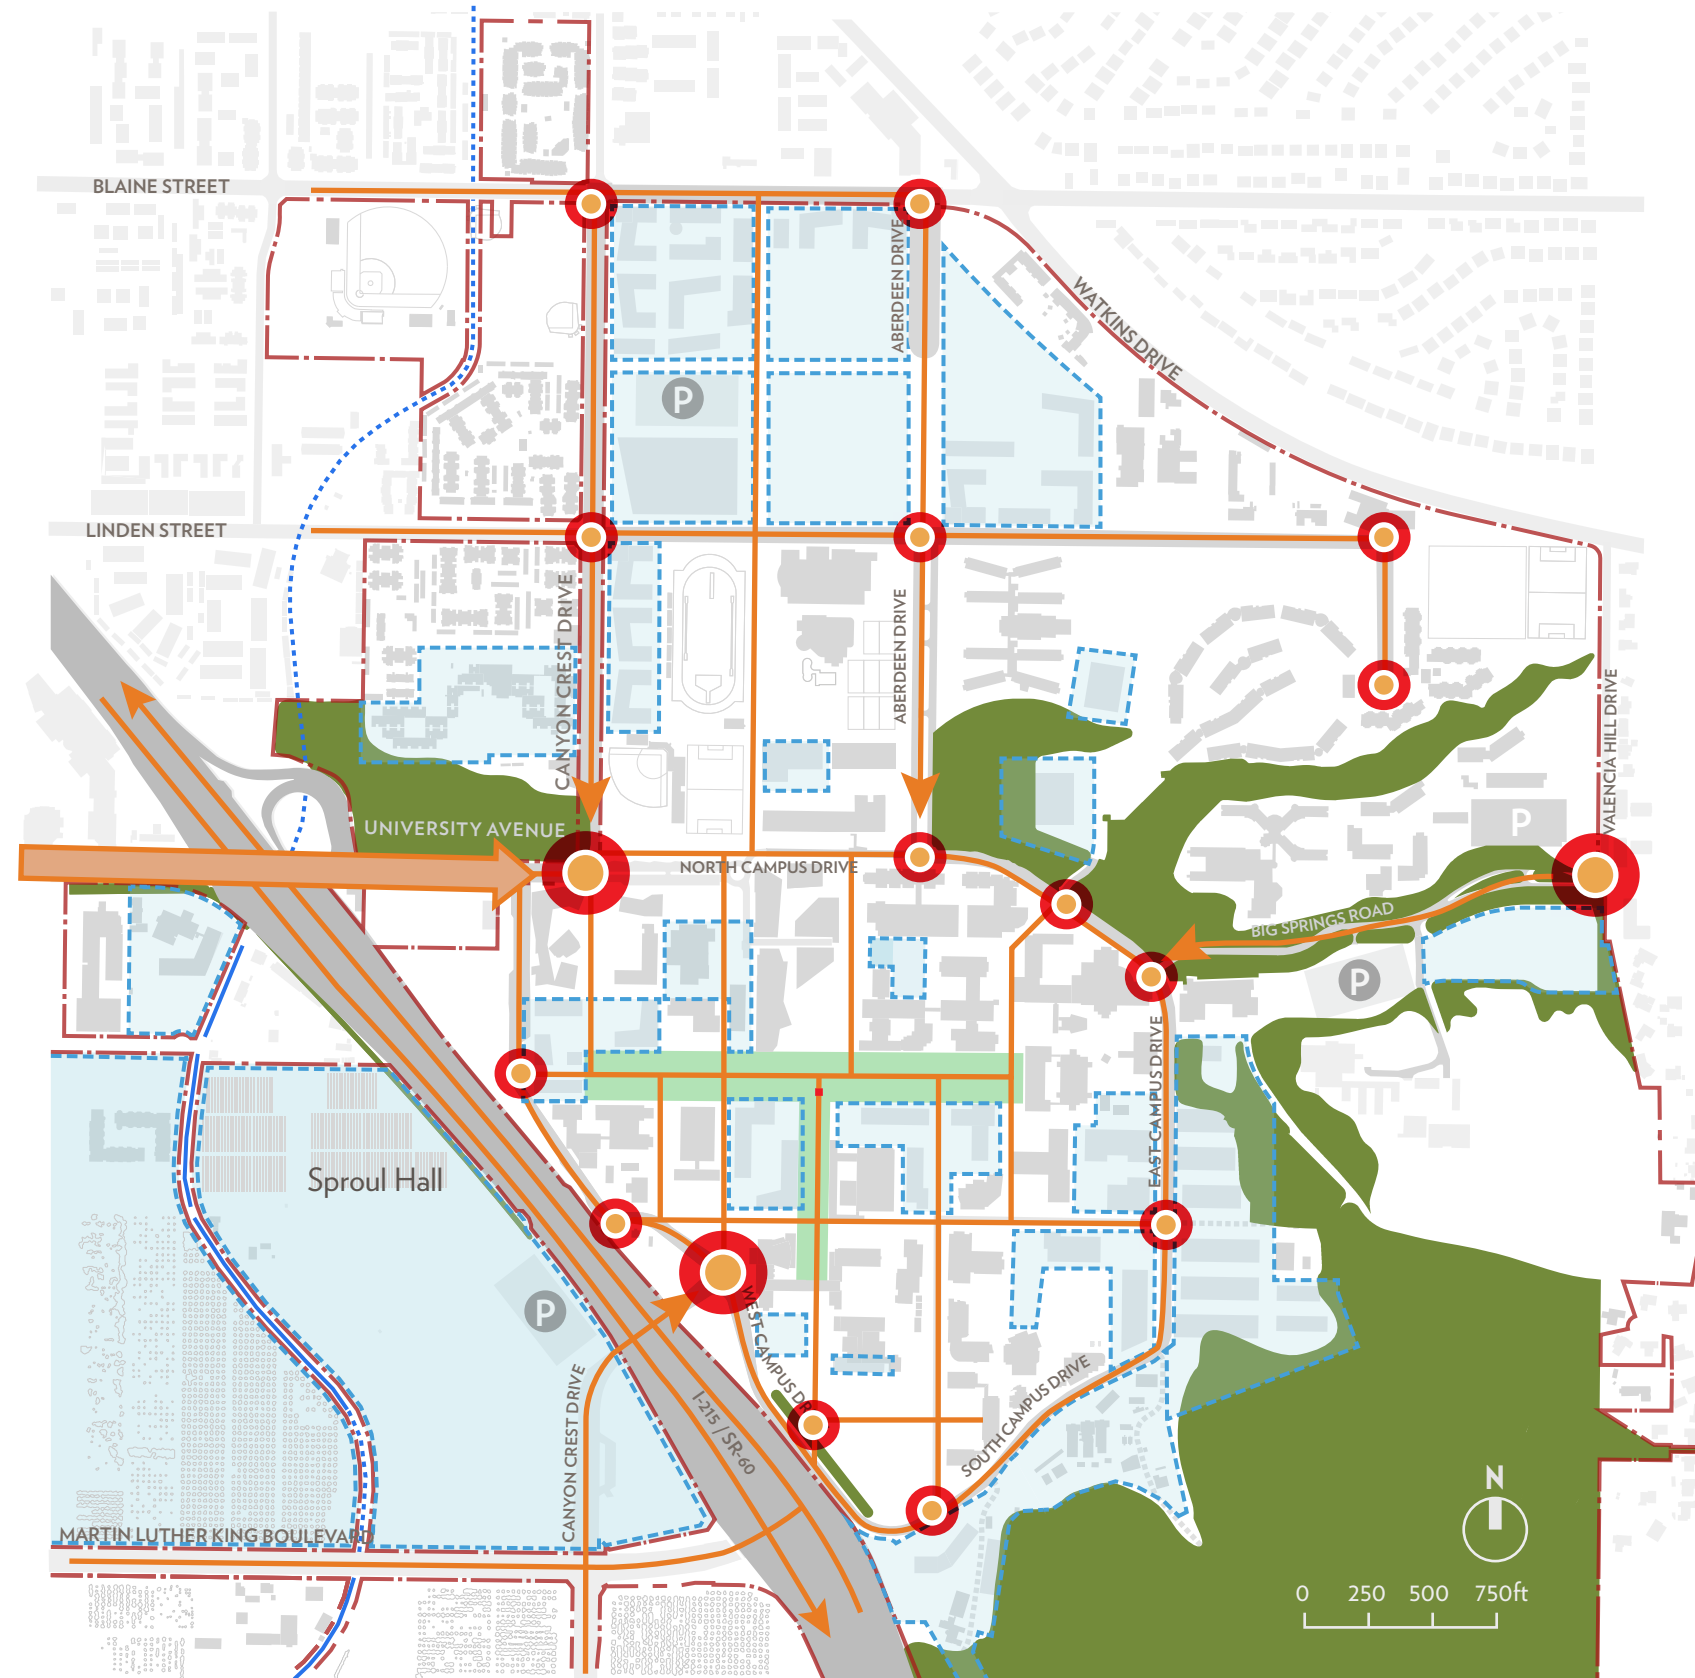 BLAINE STREET
ABERDEEN DRIVE
WATKINS DRIVE
P
LINDEN STREET
CANYON CREST DRIVE
ABERDEEN DRIVE
VALENCIA HILL DRIVE
UNIVERSITY AVENUE
P
NORTH CAMPUS DRIVE
BIG SPRINGS ROAD
P
EAST CAMPUS DRIVE
Sproul Hall
P
WEST CAMPUS DR
CANYON CREST DRIVE
I-215 / SR-60
SOUTH CAMPUS DRIVE
MARTIN LUTHER KING BOULEVARD
N
0 250 500 750ft